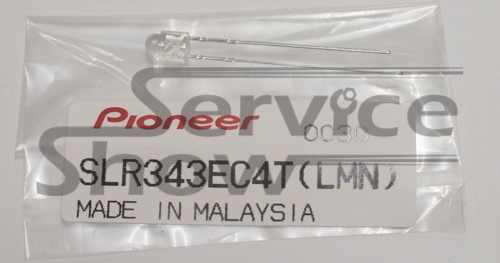 Pioneer 0030
Service
Show
SLR343EC4T(LMN)
MADE IN MALAYSIA